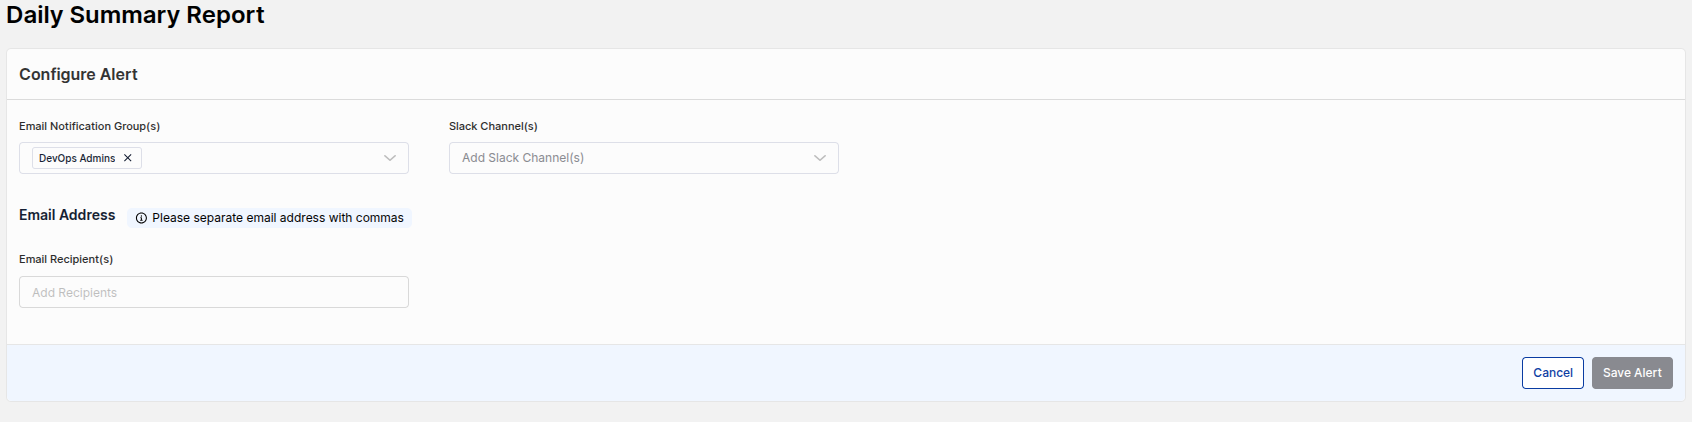 Daily Summary Report
Configure Alert
Email Notification Group(s)
Slack Channel(s)
DevOps Admins
Add Slack Channel(s)
Email Address
Please separate email address with commas
Email Recipient(s)
Add Recipients
Cancel
Save Alert